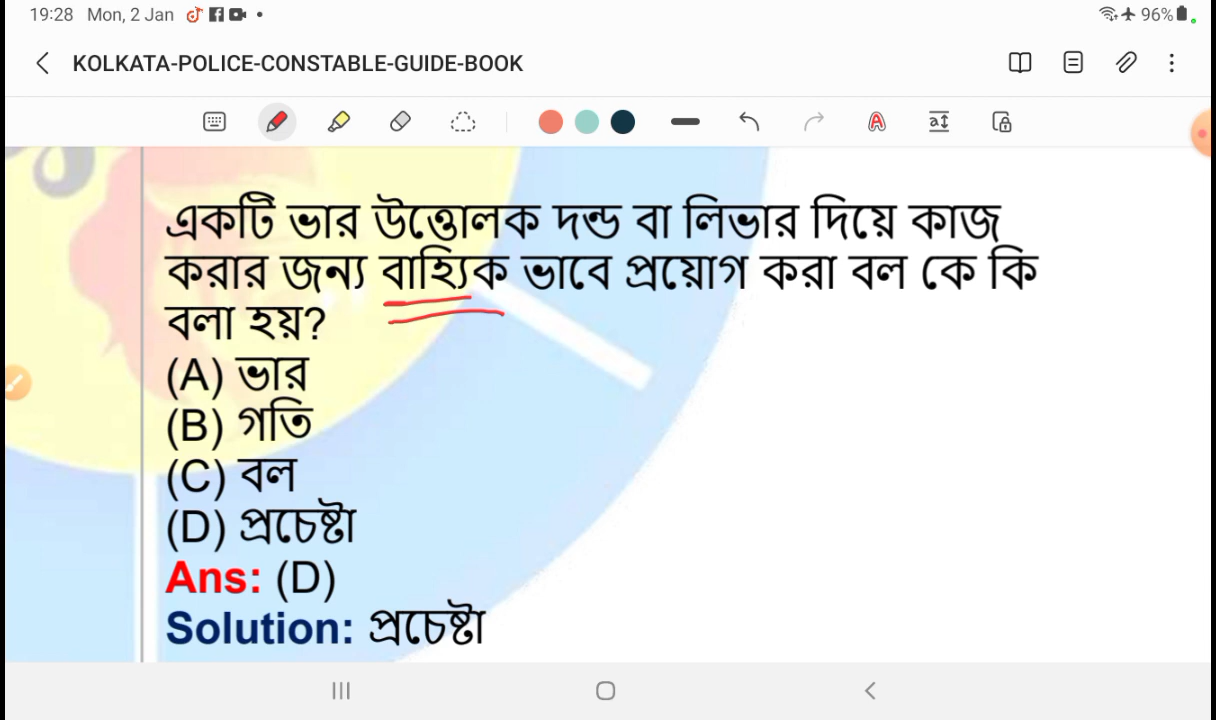 19:28 Mon, 2 Jan 96%
KOLKATA-POLICE-CONSTABLE-GUIDE-BOOK
একটি ভার উত্তোলক দন্ড বা লিভার দিয়ে কাজ
করার জন্য বাহ্যিক ভাবে প্রয়োগ করা বল কে কি
বলা হয়?
(A) ভার
(B) গতি
(C) বল
(D) প্রচেষ্টা
Ans: (D)
Solution: প্রচেষ্টা